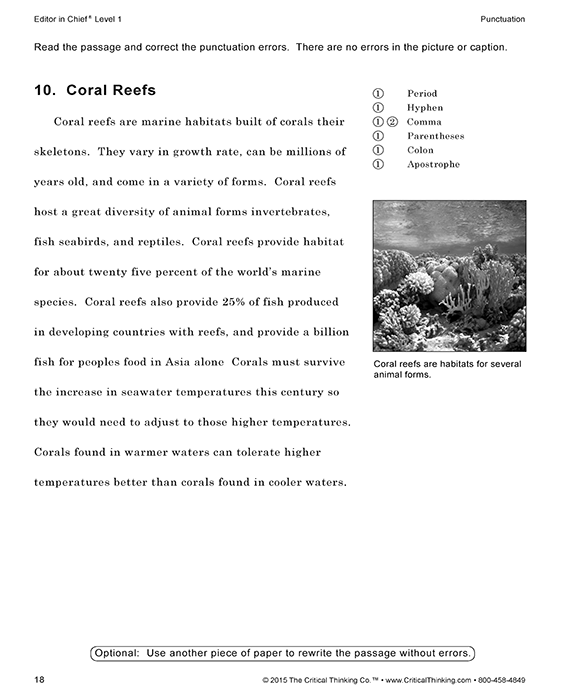 Editor in Chief® Level 1
Punctuation
Read the passage and correct the punctuation errors. There are no errors in the picture or caption.
10. Coral Reefs
Coral reefs are marine habitats built of corals their
skeletons. They vary in growth rate, can be millions of
years old, and come in a variety of forms. Coral reefs
host a great diversity of animal forms invertebrates,
fish seabirds, and reptiles. Coral reefs provide habitat
for about twenty five percent of the world's marine
species. Coral reefs also provide 25% of fish produced
in developing countries with reefs, and provide a billion
fish for peoples food in Asia alone Corals must survive
the increase in seawater temperatures this century so
they would need to adjust to those higher temperatures.
Corals found in warmer waters can tolerate higher
temperatures better than corals found in cooler waters.
① Period
① Hyphen
① ② Comma
① Parentheses
① Colon
① Apostrophe
Coral reefs are habitats for several
animal forms.
Optional: Use another piece of paper to rewrite the passage without errors.
18
© 2015 The Critical Thinking Co.™ • www.CriticalThinking.com • 800-458-4849